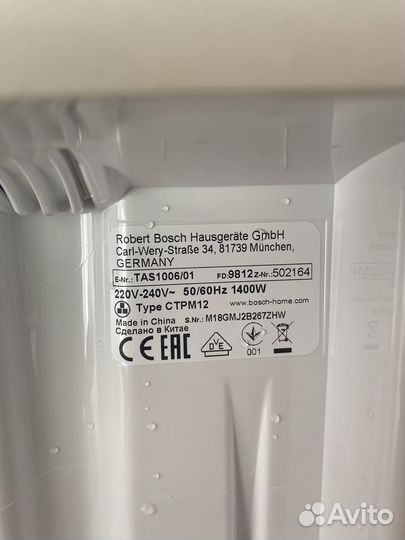 Robert Bosch Hausgeräte GmbH
Carl-Wery-Straße 34, 81739 München,
GERMANY
E-Nr.: TAS1006/01 FD: 9812 Z-Nr.: 502164
220V-240V~ 50/60Hz 1400W
Type CTPM12 www.bosch-home.com
Made in China S.Nr.: M18GMJ2B267ZHW
Сделано в Китае
CE EAC VDE 001
502164
Avito